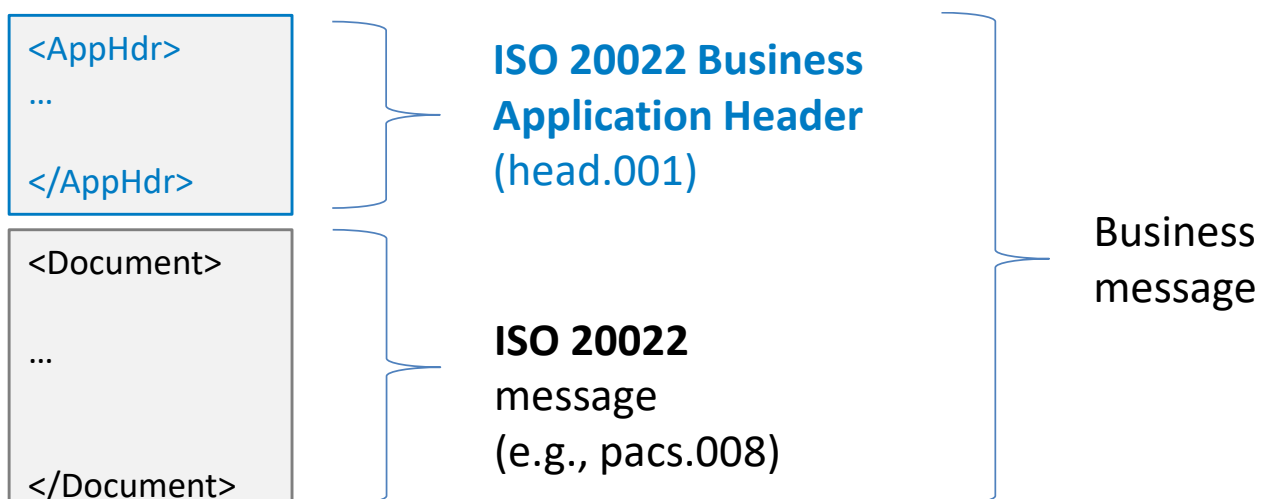 <AppHdr>
…
</AppHdr>
ISO 20022 Business
Application Header
(head.001)
<Document>
…
</Document>
ISO 20022
message
(e.g., pacs.008)
Business
message